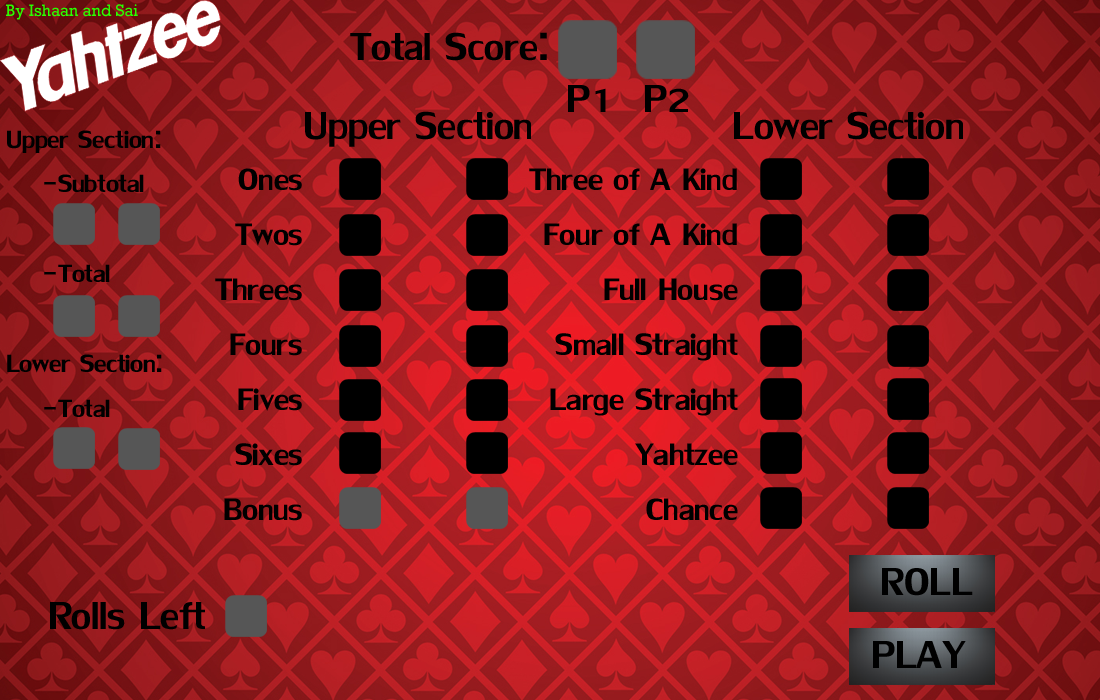 By Ishaan and Sai
Yahtzee
Total Score:
P1 P2
Upper Section Lower Section
Upper Section:
-Subtotal
-Total
Lower Section:
-Total
Ones
Twos
Threes
Fours
Fives
Sixes
Bonus
Three of A Kind
Four of A Kind
Full House
Small Straight
Large Straight
Yahtzee
Chance
Rolls Left
ROLL
PLAY